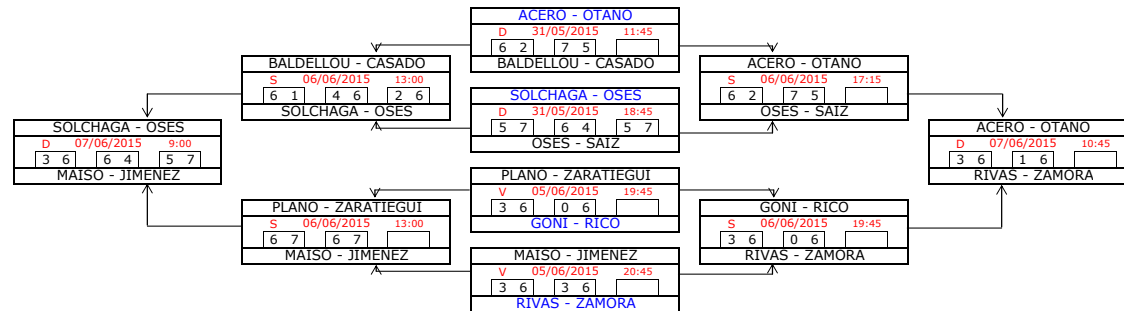 ACERO - OTANO
D 31/05/2015 11:45
6 2 7 5
BALDELLOU - CASADO
BALDELLOU - CASADO
S 06/06/2015 13:00
6 1 4 6 2 6
SOLCHAGA - OSES
ACERO - OTANO
S 06/06/2015 17:15
6 2 7 5
OSES - SAIZ
SOLCHAGA - OSES
D 31/05/2015 18:45
5 7 6 4 5 7
OSES - SAIZ
SOLCHAGA - OSES
D 07/06/2015 9:00
3 6 6 4 5 7
MAISO - JIMENEZ
ACERO - OTANO
D 07/06/2015 10:45
3 6 1 6
RIVAS - ZAMORA
PLANO - ZARATIEGUI
V 05/06/2015 19:45
3 6 0 6
GONI - RICO
PLANO - ZARATIEGUI
S 06/06/2015 13:00
6 7 6 7
MAISO - JIMENEZ
GONI - RICO
S 06/06/2015 19:45
3 6 0 6
RIVAS - ZAMORA
MAISO - JIMENEZ
V 05/06/2015 20:45
3 6 3 6
RIVAS - ZAMORA